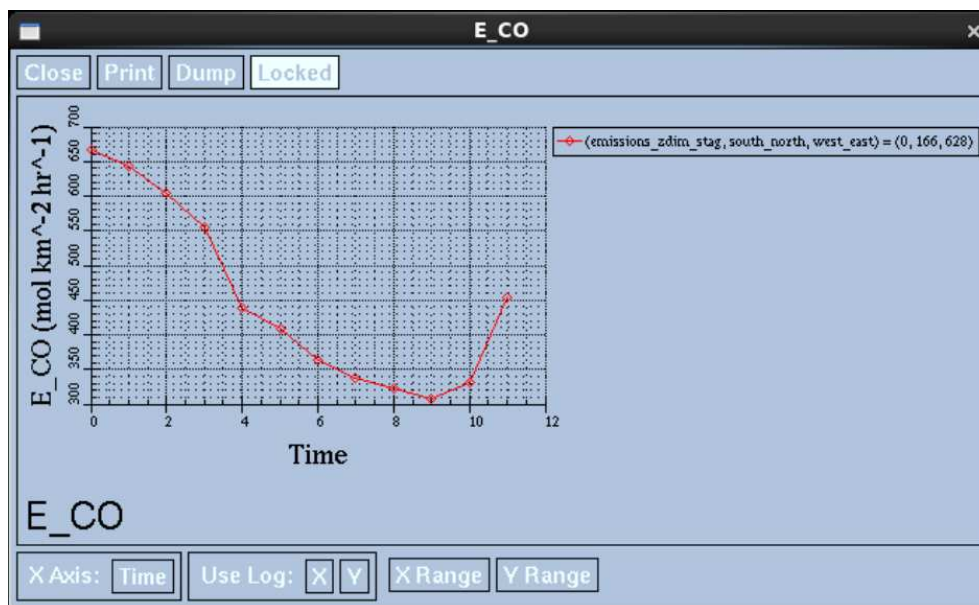 E_CO
Close Print Dump Locked
E_CO (mol km^-2 hr^-1)
700
650
600
550
500
450
400
350
300
0 2 4 6 8 10 12
Time
(emissions_zdim_stag, south_north, west_east) = (0, 166, 628)
E_CO
X Axis: Time Use Log: X Y X Range Y Range